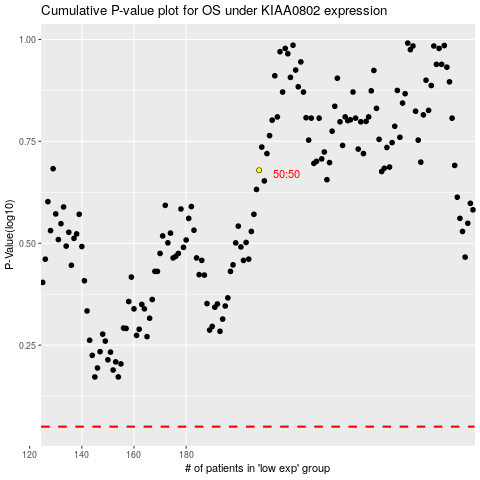 Cumulative P-value plot for OS under KIAA0802 expression
P-Value(log10)
1.00
0.75
0.50
0.25
50:50
120 140 160 180
# of patients in 'low exp' group